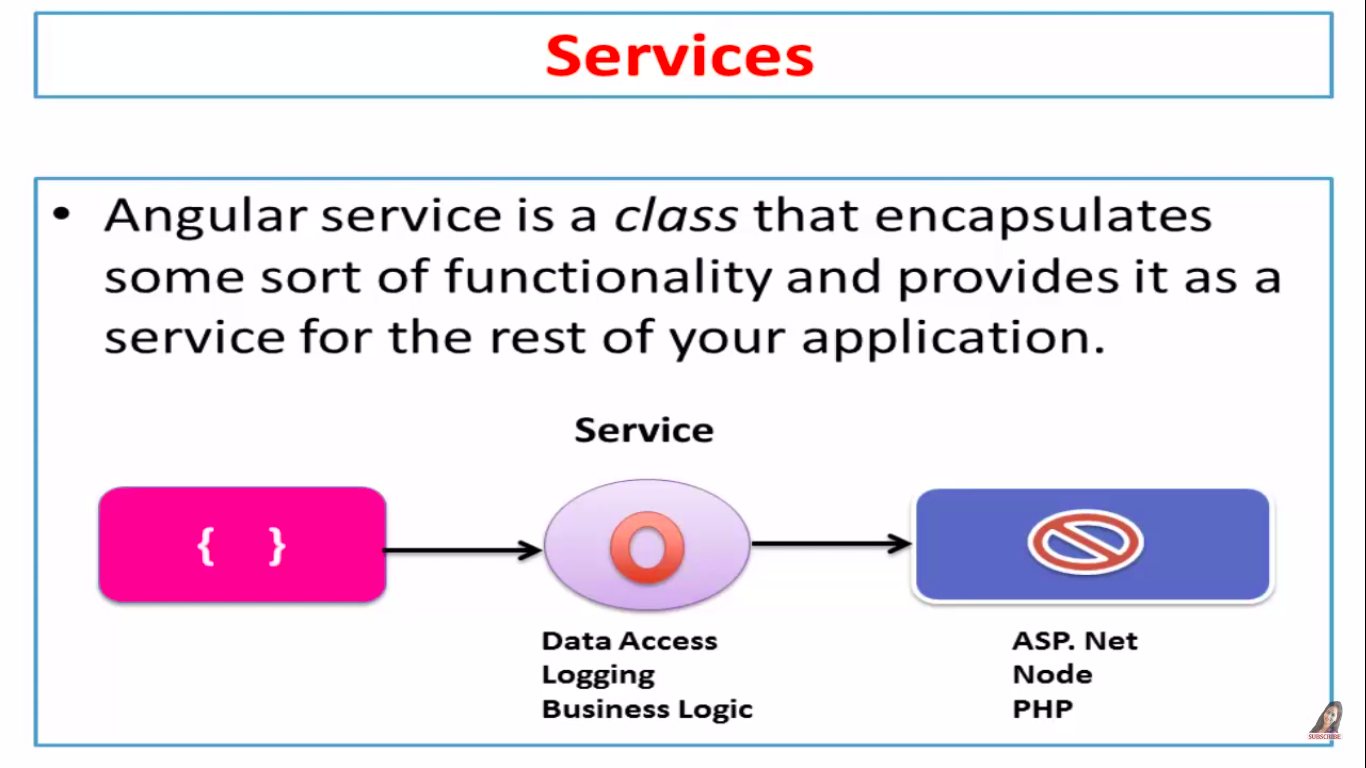 Services
• Angular service is a class that encapsulates
some sort of functionality and provides it as a
service for the rest of your application.
Service
{ }
Data Access
Logging
Business Logic
ASP. Net
Node
PHP
SUBSCRIBE